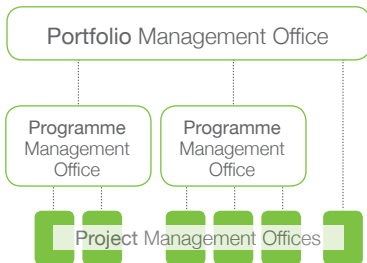 Portfolio Management Office
Programme
Management
Office
Programme
Management
Office
Project Management Offices